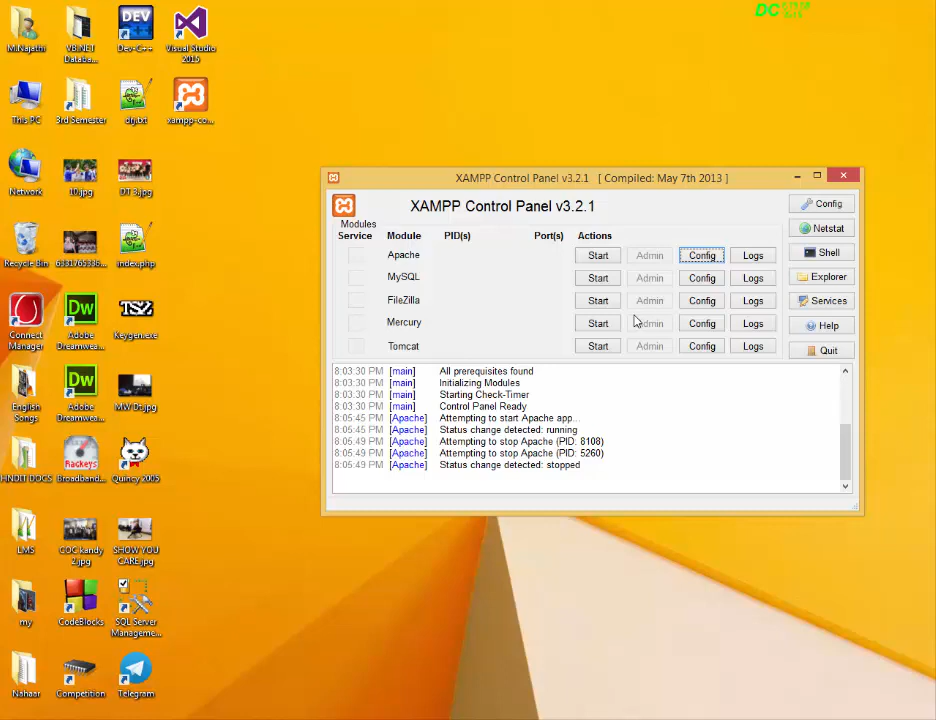 DC
M.Najathi
VB.NET
Databa...
Dev-C++
Visual Studio
2015
This PC
3rd Semester
xampp-co...
Network
10.jpg
DT 3.jpg
Recycle Bin
index.php
Connect
Manager
Adobe
Dreamwea...
Keygen.exe
English
Songs
Adobe
Dreamwea...
MW Dr.jpg
HNDIT DOCS
Broadband...
Quincy 2005
LMS
COC kandy
2.jpg
SHOW YOU
CARE.jpg
my
CodeBlocks
SQL Server
Manageme...
Nahaar
Competition
Telegram
XAMPP Control Panel v3.2.1 [ Compiled: May 7th 2013 ]
XAMPP Control Panel v3.2.1
Config
Modules
Service Module PID(s) Port(s) Actions
Netstat
Apache Start Admin Config Logs
Shell
MySQL Start Admin Config Logs
Explorer
FileZilla Start Admin Config Logs
Services
Mercury Start Admin Config Logs
Help
Tomcat Start Admin Config Logs
Quit
8:03:30 PM [main] All prerequisites found
8:03:30 PM [main] Initializing Modules
8:03:30 PM [main] Starting Check-Timer
8:03:30 PM [main] Control Panel Ready
8:05:45 PM [Apache] Attempting to start Apache app...
8:05:45 PM [Apache] Status change detected: running
8:05:49 PM [Apache] Attempting to stop Apache (PID: 8108)
8:05:49 PM [Apache] Attempting to stop Apache (PID: 5260)
8:05:49 PM [Apache] Status change detected: stopped